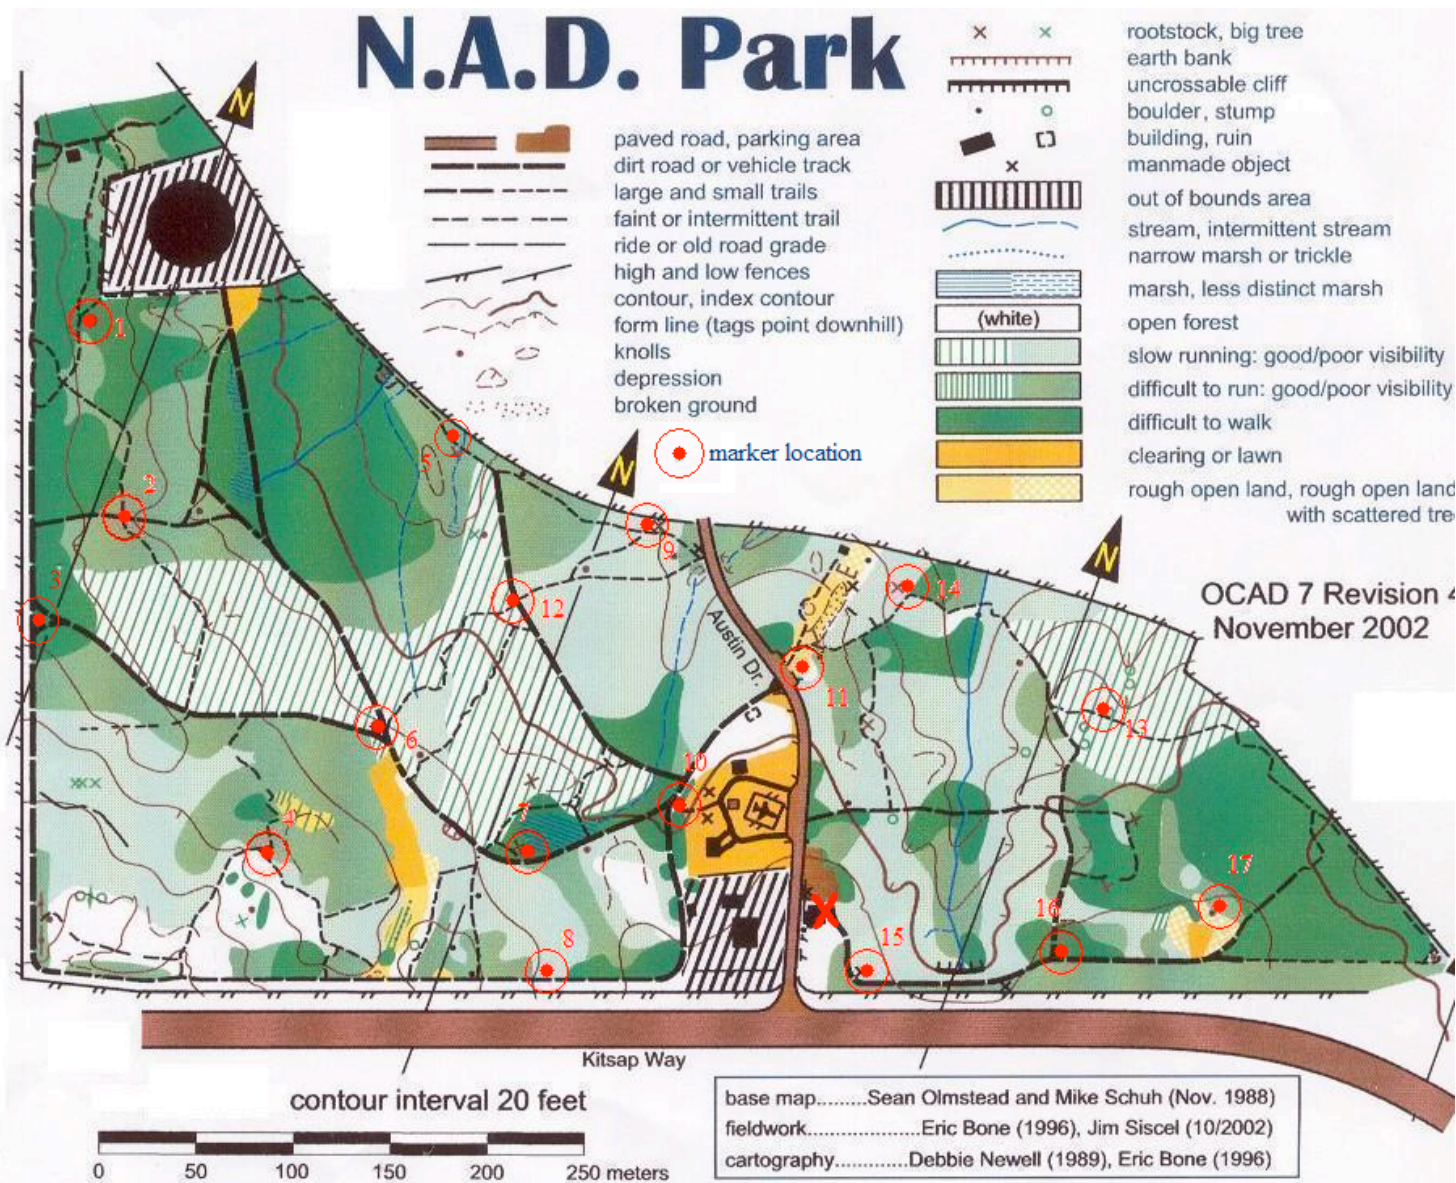 N.A.D. Park
paved road, parking area
dirt road or vehicle track
large and small trails
faint or intermittent trail
ride or old road grade
high and low fences
contour, index contour
form line (tags point downhill)
knolls
depression
broken ground
marker location
rootstock, big tree
earth bank
uncrossable cliff
boulder, stump
building, ruin
manmade object
out of bounds area
stream, intermittent stream
narrow marsh or trickle
marsh, less distinct marsh
(white)
open forest
slow running: good/poor visibility
difficult to run: good/poor visibility
difficult to walk
clearing or lawn
rough open land, rough open land
with scattered tre
OCAD 7 Revision 4
November 2002
N
N
N
1
2
3
4
5
6
7
8
9
10
11
12
13
14
15
16
17
X
Austin Dr.
Kitsap Way
contour interval 20 feet
0 50 100 150 200 250 meters
base map.........Sean Olmstead and Mike Schuh (Nov. 1988)
fieldwork..................Eric Bone (1996), Jim Siscel (10/2002)
cartography............Debbie Newell (1989), Eric Bone (1996)